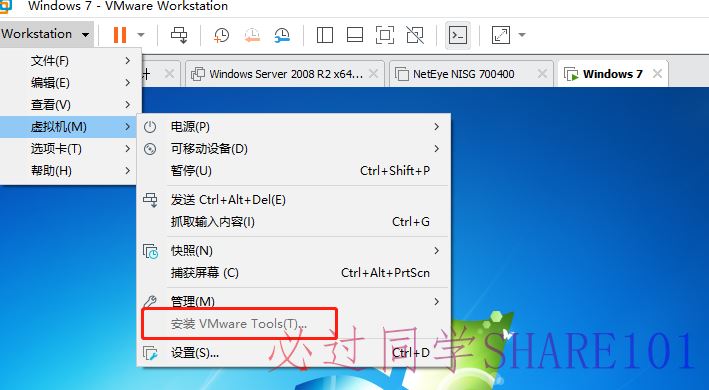 Windows 7 - VMware Workstation
Workstation
文件(F)
编辑(E)
查看(V)
虚拟机(M)
选项卡(T)
帮助(H)
Windows Server 2008 R2 x64...
NetEye NISG 700400
Windows 7
电源(P)
可移动设备(D)
暂停(U) Ctrl+Shift+P
发送 Ctrl+Alt+Del(E)
抓取输入内容(I) Ctrl+G
快照(N)
捕获屏幕 (C) Ctrl+Alt+PrtScn
管理(M)
安装 VMware Tools(T)...
设置(S)... Ctrl+D
必过同学SHARE101